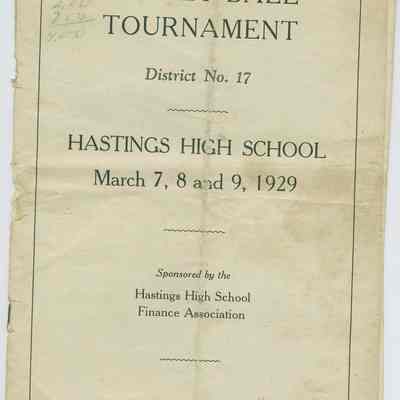 BALL
TOURNAMENT
District No. 17
HASTINGS HIGH SCHOOL
March 7, 8 and 9, 1929
Sponsored by the
Hastings High School
Finance Association